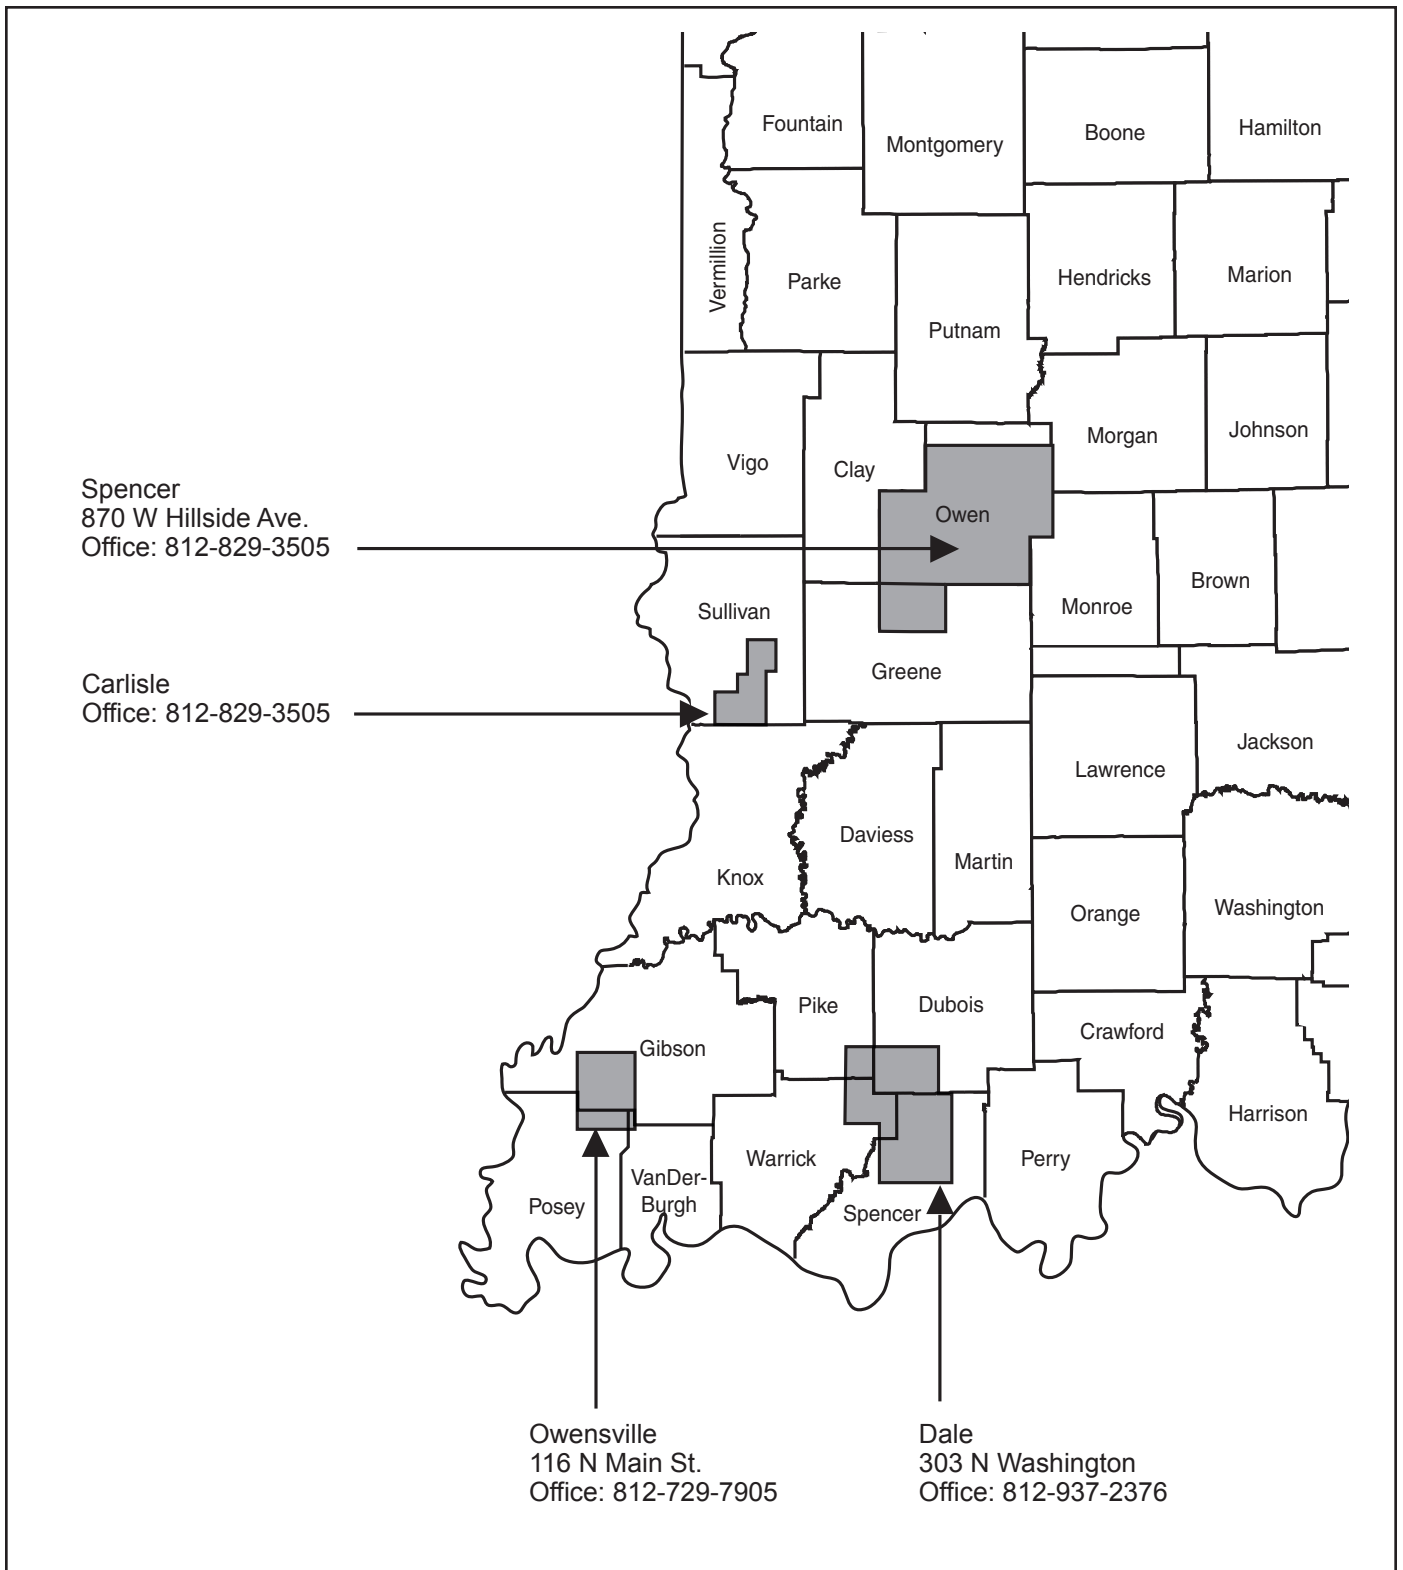 Fountain
Montgomery
Boone
Hamilton
Vermillion
Parke
Putnam
Hendricks
Marion
Vigo
Clay
Morgan
Johnson
Spencer
870 W Hillside Ave.
Office: 812-829-3505
Owen
Sullivan
Monroe
Brown
Greene
Carlisle
Office: 812-829-3505
Jackson
Lawrence
Daviess
Martin
Knox
Orange
Washington
Pike
Dubois
Crawford
Gibson
Harrison
Warrick
Perry
VanDer-
Burgh
Posey
Spencer
Owensville
116 N Main St.
Office: 812-729-7905
Dale
303 N Washington
Office: 812-937-2376